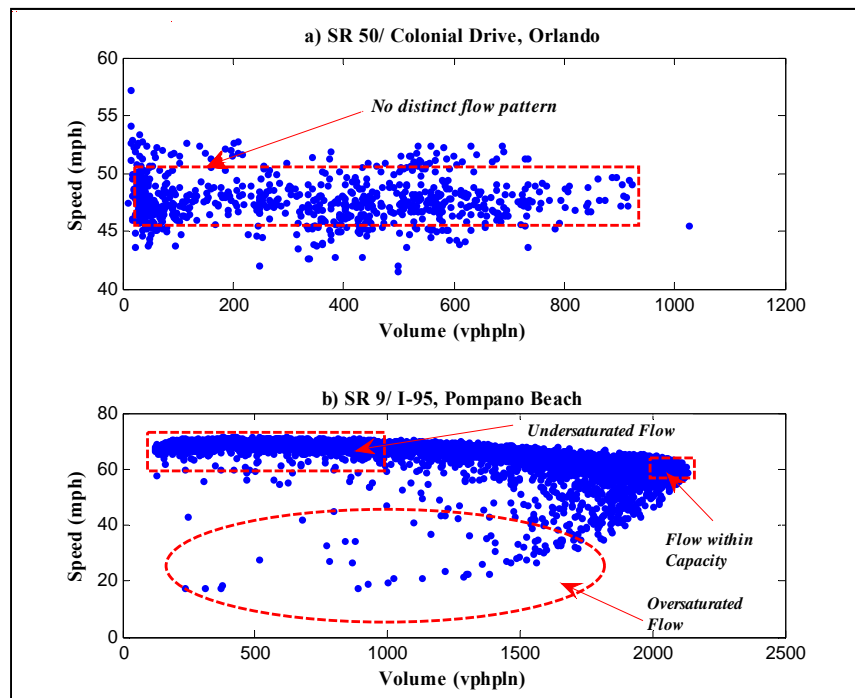 a) SR 50/ Colonial Drive, Orlando
60
55
50
45
40
Speed (mph)
No distinct flow pattern
0
200
400
600
800
1000
1200
Volume (vphpln)
b) SR 9/ I-95, Pompano Beach
80
60
40
20
0
Speed (mph)
Undersaturated Flow
Flow within
Capacity
Oversaturated
Flow
0
500
1000
1500
2000
2500
Volume (vphpln)